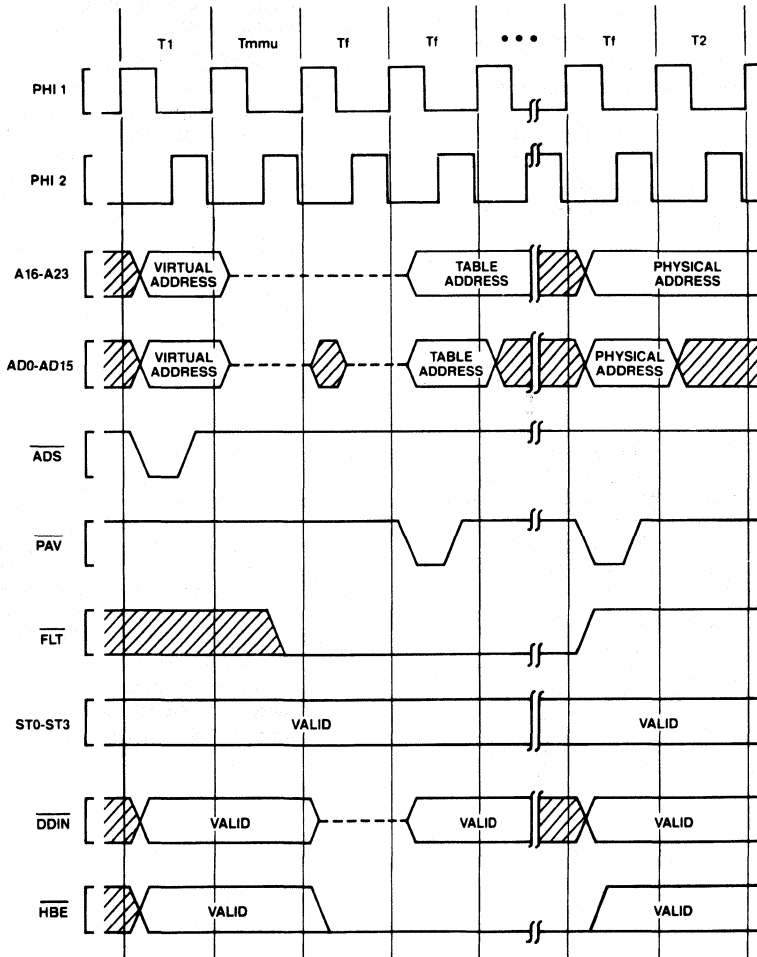 T1 Tmmu Tf Tf ••• Tf T2
PHI 1
PHI 2
A16-A23 VIRTUAL ADDRESS TABLE ADDRESS PHYSICAL ADDRESS
AD0-AD15 VIRTUAL ADDRESS TABLE ADDRESS PHYSICAL ADDRESS
ADS
PAV
FLT
ST0-ST3 VALID VALID
DDIN VALID VALID VALID
HBE VALID VALID